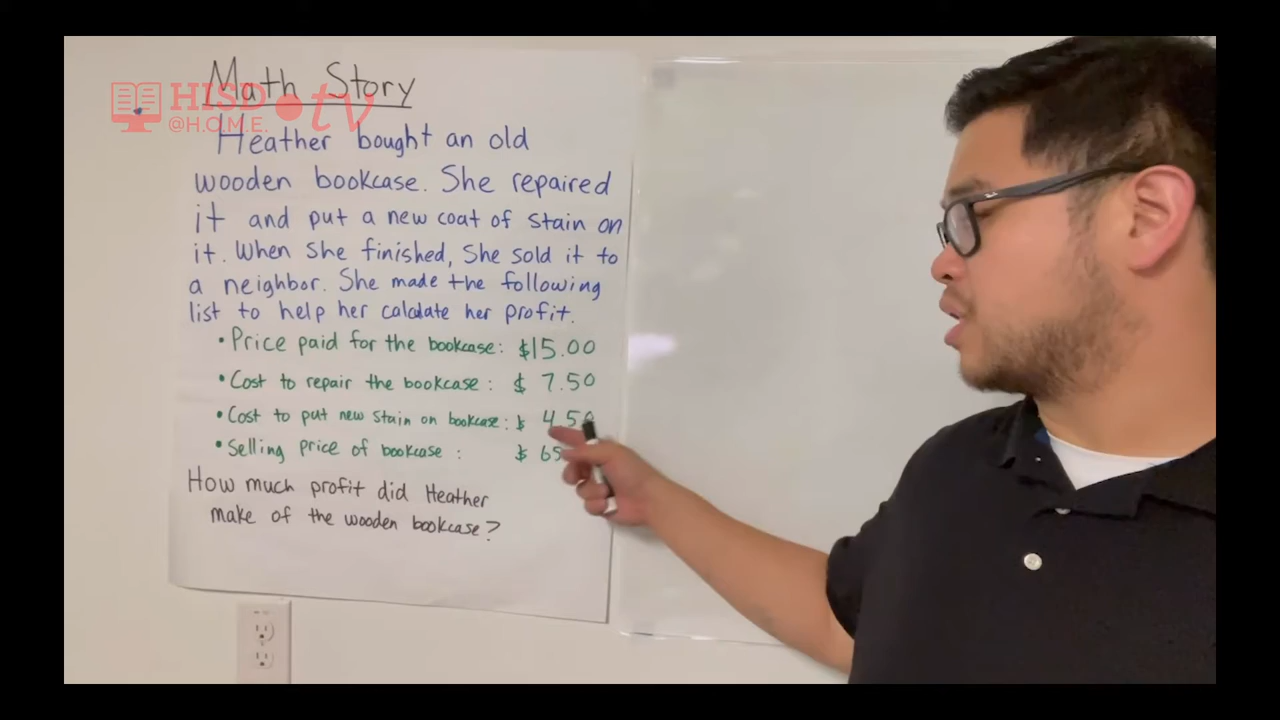 Math Story
HISD
tv
@H.O.M.E.
Heather bought an old
wooden bookcase. She repaired
it and put a new coat of stain on
it. When she finished, She sold it to
a neighbor. She made the following
list to help her calculate her profit.
• Price paid for the bookcase: $15.00
• Cost to repair the bookcase: $ 7.50
• Cost to put new stain on bookcase: $ 4.50
• Selling price of bookcase : $ 65
How much profit did Heather
make of the wooden bookcase?